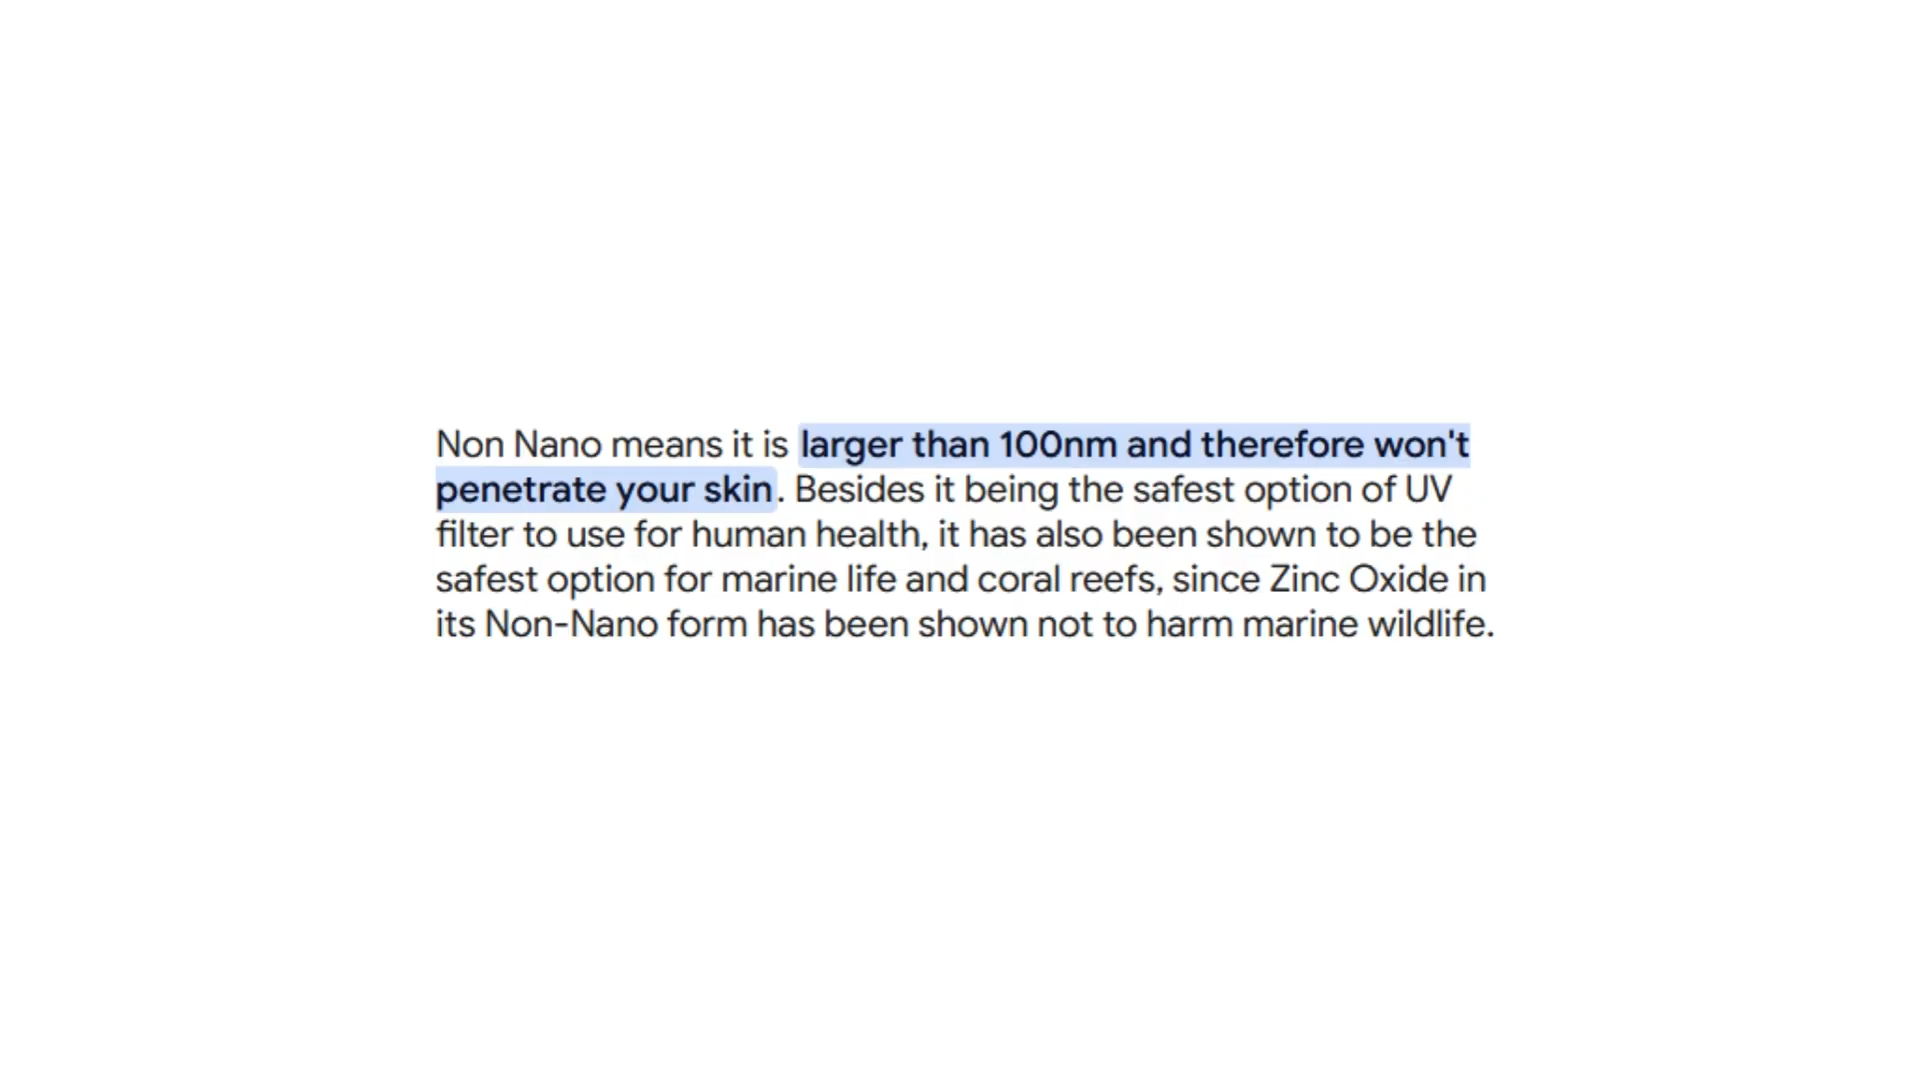 Non Nano means it is larger than 100nm and therefore won't
penetrate your skin. Besides it being the safest option of UV
filter to use for human health, it has also been shown to be the
safest option for marine life and coral reefs, since Zinc Oxide in
its Non-Nano form has been shown not to harm marine wildlife.